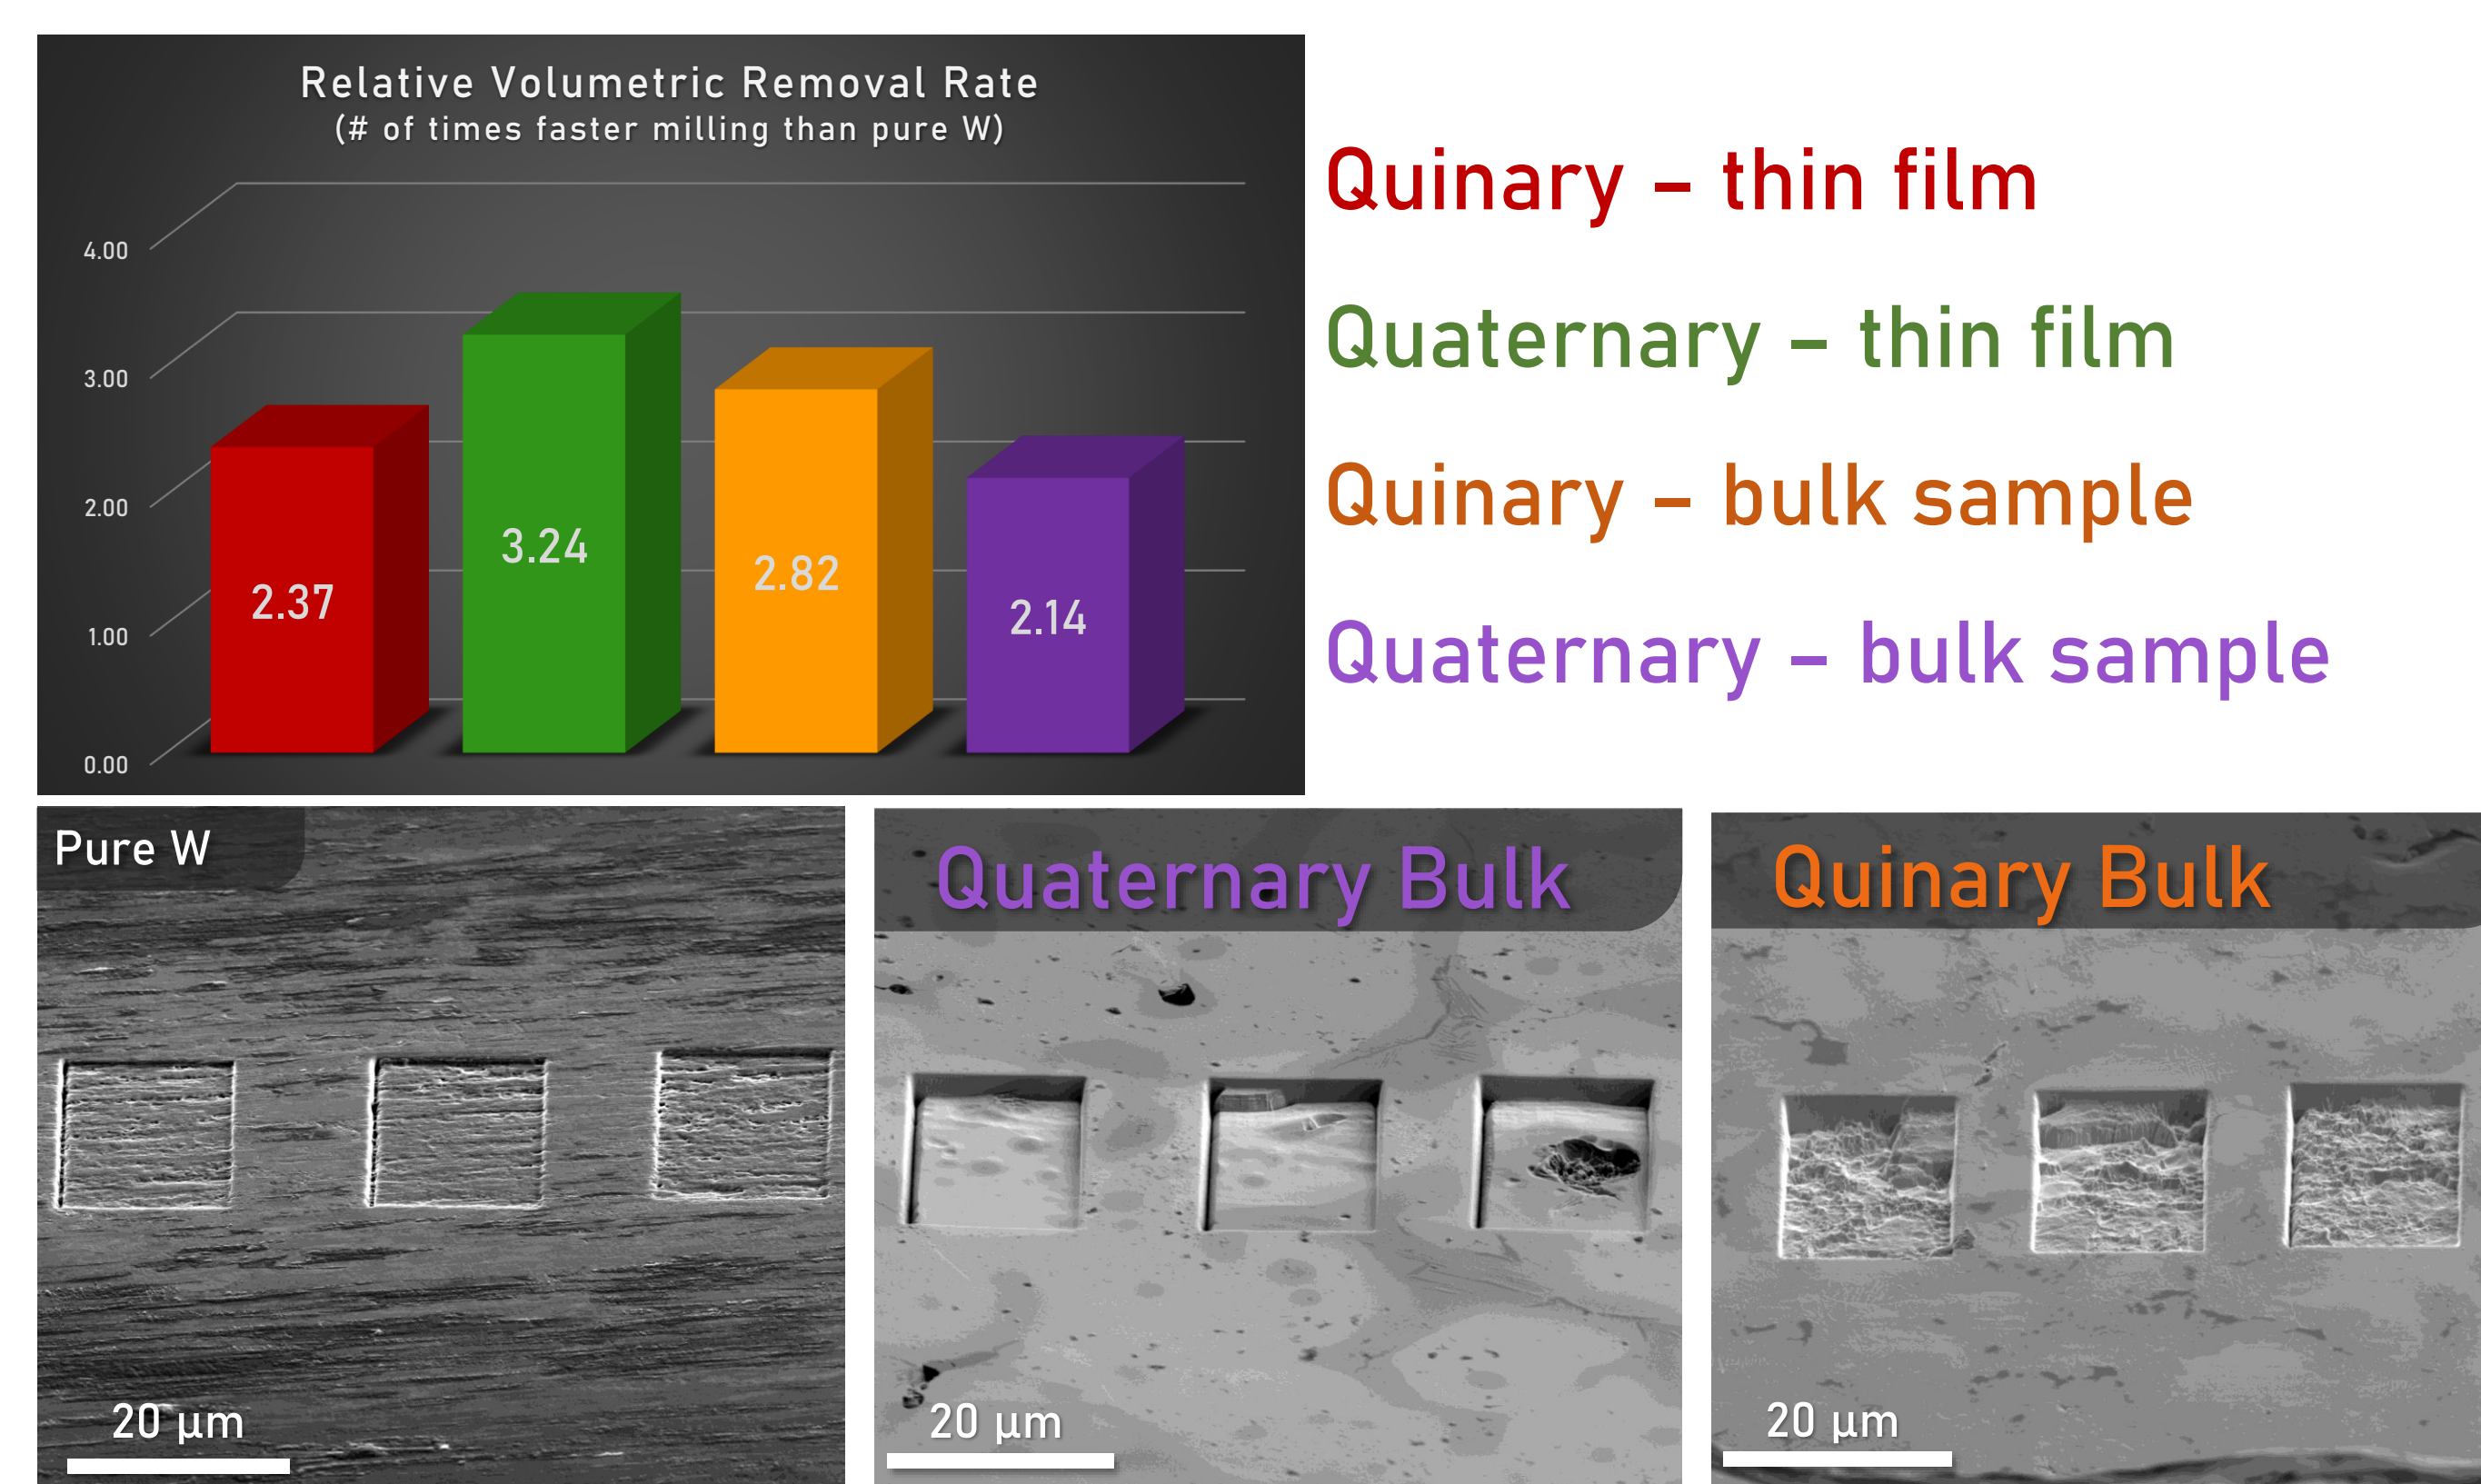 Relative Volumetric Removal Rate
(# of times faster milling than pure W)
4.00
3.00
2.00
1.00
0.00
2.37
3.24
2.82
2.14
Quinary – thin film
Quaternary – thin film
Quinary – bulk sample
Quaternary – bulk sample
Pure W
20 µm
Quaternary Bulk
20 µm
Quinary Bulk
20 µm